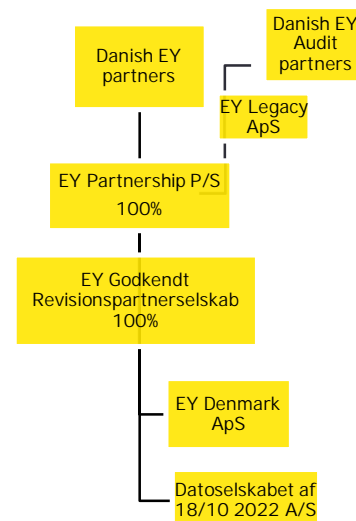 Danish EY
Audit
partners
Danish EY
partners
EY Legacy
ApS
EY Partnership P/S
100%
EY Godkendt
Revisionspartnerselskab
100%
EY Denmark
ApS
Datoselskabet af
18/10 2022 A/S